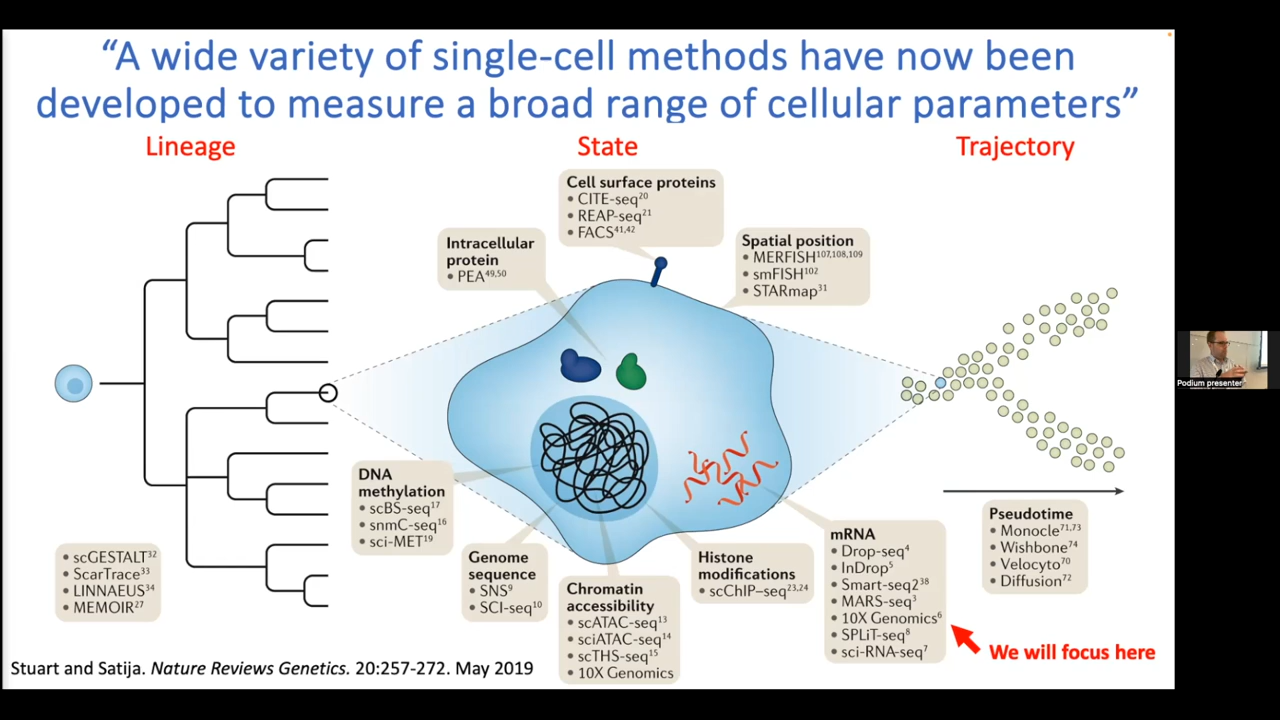 “A wide variety of single-cell methods have now been
developed to measure a broad range of cellular parameters”
Lineage
State
Trajectory
Cell surface proteins
• CITE-seq20
• REAP-seq21
• FACS41,42
Intracellular
protein
• PEA49,50
Spatial position
• MERFISH107,108,109
• smFISH102
• STARmap31
DNA
methylation
• scBS-seq17
• snmC-seq16
• sci-MET19
Genome
sequence
• SNS9
• SCI-seq10
Chromatin
accessibility
• scATAC-seq13
• sciATAC-seq14
• scTHS-seq15
• 10X Genomics
Histone
modifications
• scChIP–seq23,24
mRNA
• Drop-seq4
• InDrop5
• Smart-seq238
• MARS-seq3
• 10X Genomics6
• SPLiT-seq8
• sci-RNA-seq7
Pseudotime
• Monocle71,73
• Wishbone74
• Velocyto70
• Diffusion72
• scGESTALT32
• ScarTrace33
• LINNAEUS34
• MEMOIR27
We will focus here
Stuart and Satija. Nature Reviews Genetics. 20:257-272. May 2019
Podium presenter